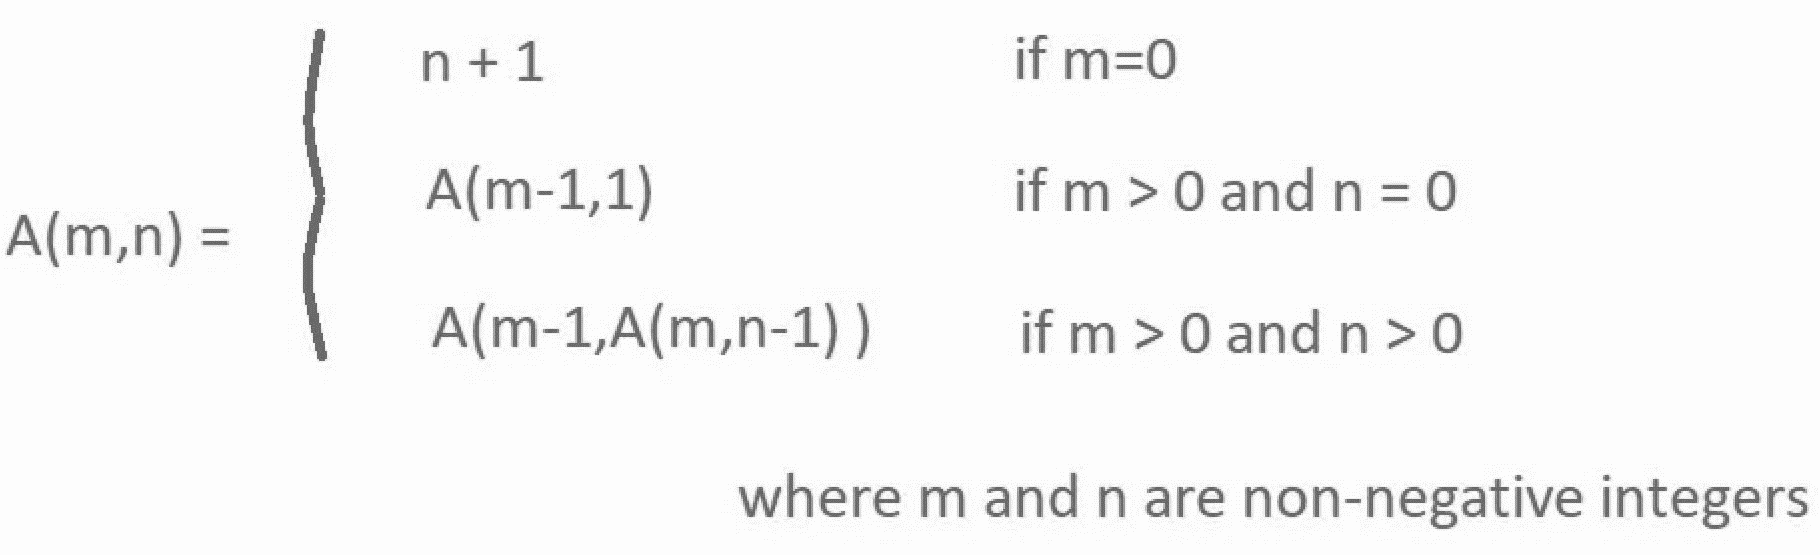 n + 1 if m=0
A(m-1,1) if m > 0 and n = 0
A(m,n) =
A(m-1,A(m,n-1) ) if m > 0 and n > 0
where m and n are non-negative integers